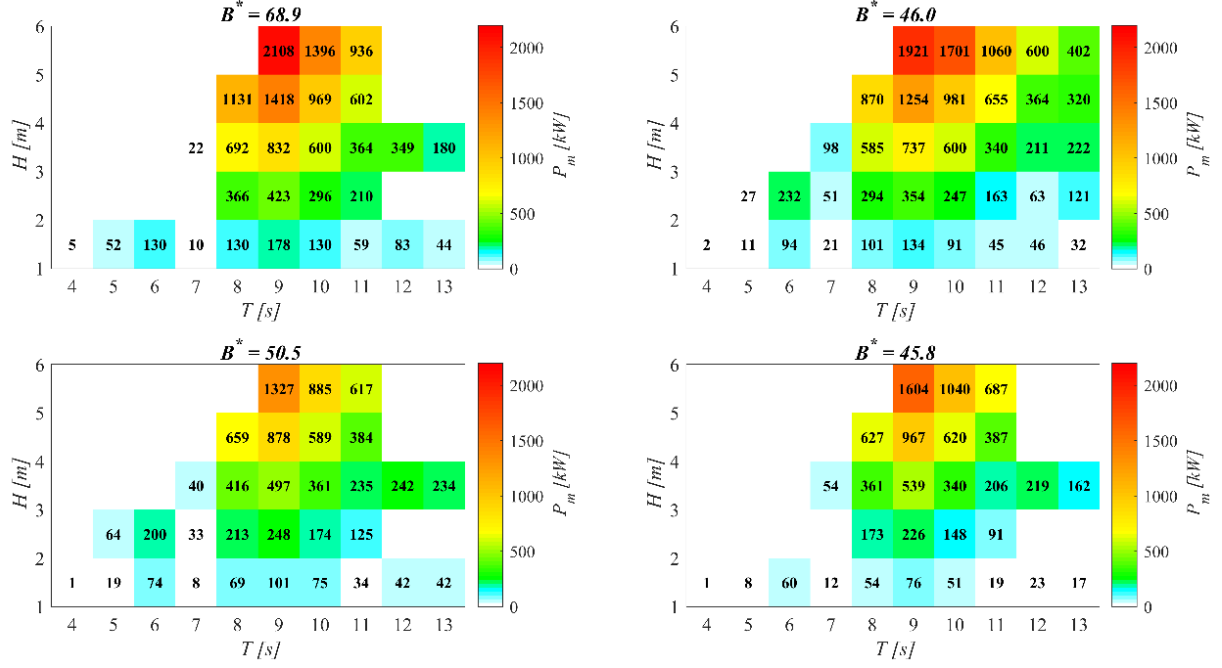 B* = 68.9
6
5
4
3
2
1
H [m]
2108 1396 936
1131 1418 969 602
22 692 832 600 364 349 180
366 423 296 210
5 52 130 10 130 178 130 59 83 44
4 5 6 7 8 9 10 11 12 13
T [s]
2000
1500
1000
500
0
P_m [kW]
B* = 46.0
6
5
4
3
2
1
H [m]
1921 1701 1060 600 402
870 1254 981 655 364 320
98 585 737 600 340 211 222
27 232 51 294 354 247 163 63 121
2 11 94 21 101 134 91 45 46 32
4 5 6 7 8 9 10 11 12 13
T [s]
2000
1500
1000
500
0
P_m [kW]
B* = 50.5
6
5
4
3
2
1
H [m]
1327 885 617
659 878 589 384
40 416 497 361 235 242 234
64 200 33 213 248 174 125
1 19 74 8 69 101 75 34 42 42
4 5 6 7 8 9 10 11 12 13
T [s]
2000
1500
1000
500
0
P_m [kW]
B* = 45.8
6
5
4
3
2
1
H [m]
1604 1040 687
627 967 620 387
54 361 539 340 206 219 162
173 226 148 91
1 8 60 12 54 76 51 19 23 17
4 5 6 7 8 9 10 11 12 13
T [s]
2000
1500
1000
500
0
P_m [kW]